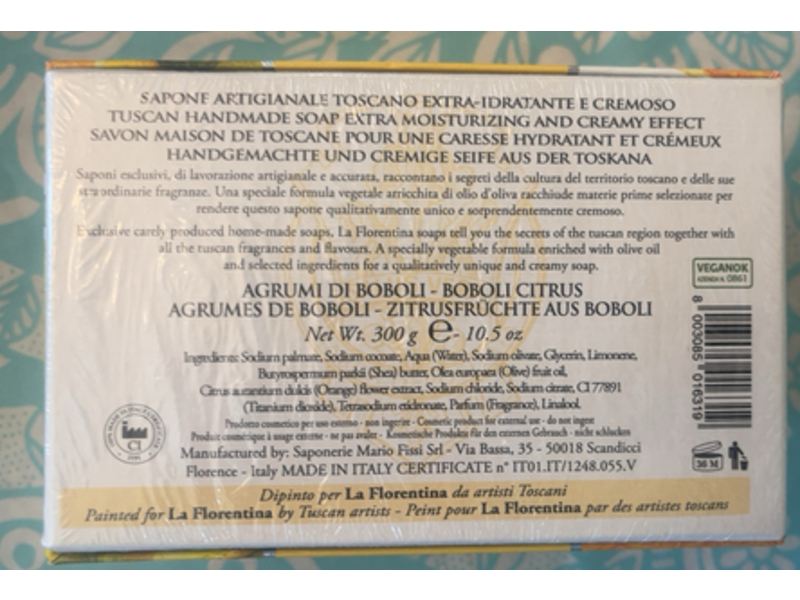 SAPONE ARTIGIANALE TOSCANO EXTRA-IDRATANTE E CREMOSO
TUSCAN HANDMADE SOAP EXTRA MOISTURIZING AND CREAMY EFFECT
SAVON MAISON DE TOSCANE POUR UNE CARESSE HYDRATANT ET CRÉMEUX
HANDGEMACHTE UND CREMIGE SEIFE AUS DER TOSKANA
Saponi esclusivi, di lavorazione artigianale e accurata, raccontano i segreti della cultura del territorio toscano e delle sue
straordinarie fragranze. Una speciale formula vegetale arricchita di olio d'oliva racchiude materie prime selezionate per
rendere questo sapone qualitativamente unico e sorprendentemente cremoso.
Exclusive carely produced home-made soaps. La Florentina soaps tell you the secrets of the tuscan region together with
all the tuscan fragrances and flavours. A specially vegetable formula enriched with olive oil
and selected ingredients for a qualitatively unique and creamy soap.
VEGANOK
AZIENDA N. 0861
AGRUMI DI BOBOLI - BOBOLI CITRUS
AGRUMES DE BOBOLI - ZITRUSFRÜCHTE AUS BOBOLI
Net Wt. 300 g e - 10.5 oz
Ingredients: Sodium palmate, Sodium cocoate, Aqua (Water), Sodium olivate, Glycerin, Limonene,
Butyrospermum parkii (Shea) butter, Olea europaea (Olive) fruit oil,
Citrus aurantium dulcis (Orange) flower extract, Sodium chloride, Sodium citrate, CI 77891
(Titanium dioxide), Tetrasodium etidronate, Parfum (Fragrance), Linalool.
Prodotto cosmetico per uso esterno - non ingerire - Cosmetic product for external use - do not ingest
Produit cosmétique à usage externe - ne pas avaler - Kosmetische Produkte für den externen Gebrauch - nicht schlucken
Manufactured by: Saponerie Mario Fissi Srl - Via Bassa, 35 - 50018 Scandicci
Florence - Italy MADE IN ITALY CERTIFICATE n° IT01.IT/1248.055.V
CI
8 003085 016319
36 M
Dipinto per La Florentina da artisti Toscani
Painted for La Florentina by Tuscan artists - Peint pour La Florentina par des artistes toscans